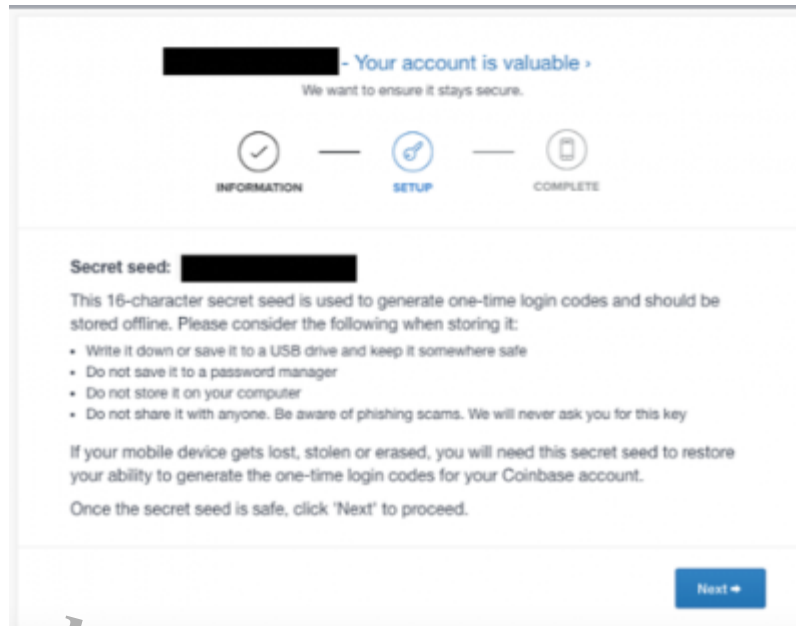 - Your account is valuable ›
We want to ensure it stays secure.
INFORMATION
SETUP
COMPLETE
Secret seed:
This 16-character secret seed is used to generate one-time login codes and should be
stored offline. Please consider the following when storing it:
• Write it down or save it to a USB drive and keep it somewhere safe
• Do not save it to a password manager
• Do not store it on your computer
• Do not share it with anyone. Be aware of phishing scams. We will never ask you for this key
If your mobile device gets lost, stolen or erased, you will need this secret seed to restore
your ability to generate the one-time login codes for your Coinbase account.
Once the secret seed is safe, click 'Next' to proceed.
Next